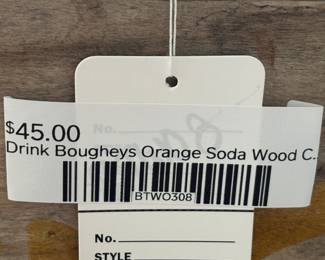 No.
$45.00
Drink Bougheys Orange Soda Wood C...
BTWO308
No.
STYLE